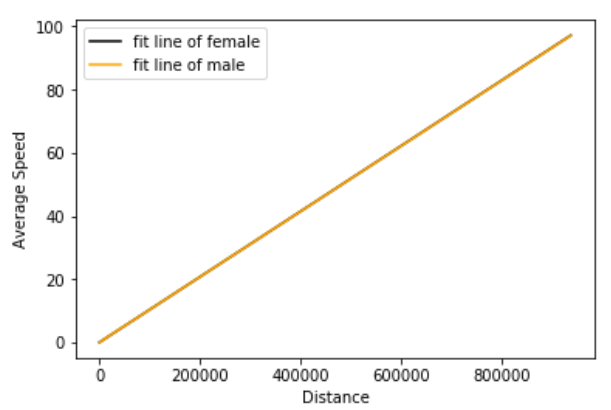 100
80
60
40
20
0
Average Speed
fit line of female
fit line of male
0 200000 400000 600000 800000
Distance